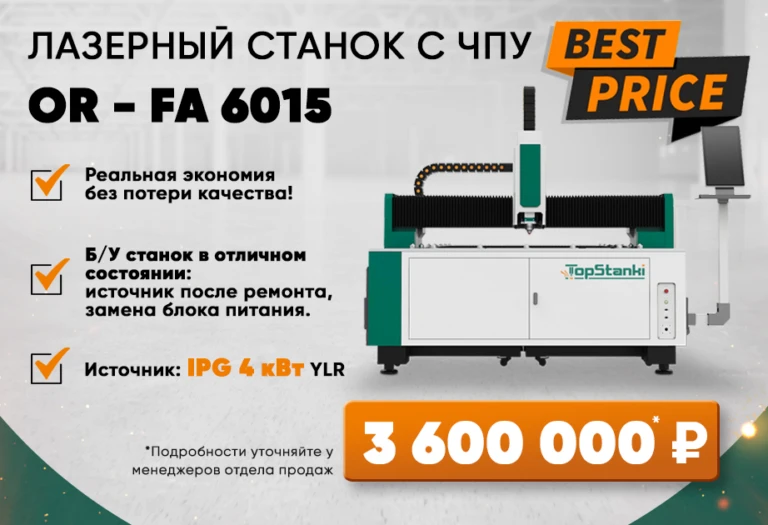 ЛАЗЕРНЫЙ СТАНОК С ЧПУ
BEST
PRICE
OR - FA 6015
Реальная экономия
без потери качества!
Б/У станок в отличном
состоянии:
источник после ремонта,
замена блока питания.
TopStanki
Источник: IPG 4 кВт YLR
3 600 000* ₽
*Подробности уточняйте у
менеджеров отдела продаж